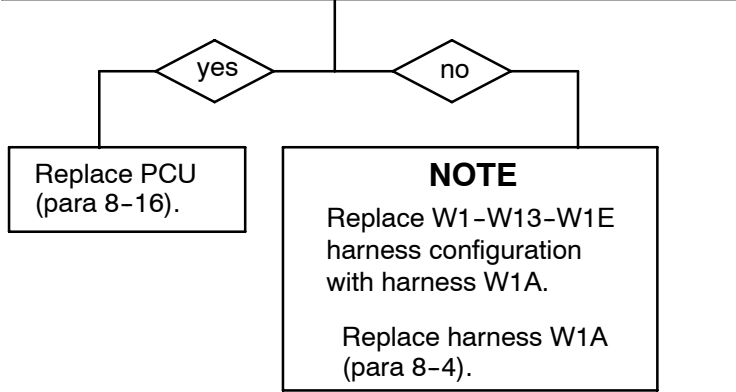 yes
no
Replace PCU
(para 8-16).
NOTE
Replace W1-W13-W1E
harness configuration
with harness W1A.
Replace harness W1A
(para 8-4).